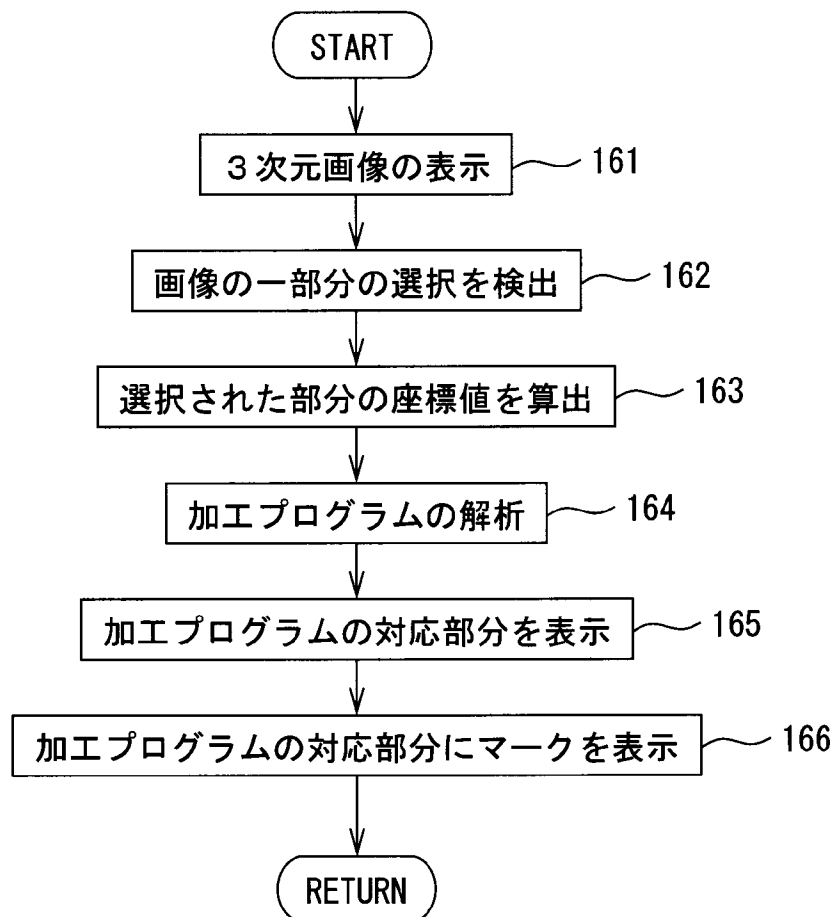 START
３次元画像の表示
161
画像の一部分の選択を検出
162
選択された部分の座標値を算出
163
加工プログラムの解析
164
加工プログラムの対応部分を表示
165
加工プログラムの対応部分にマークを表示
166
RETURN